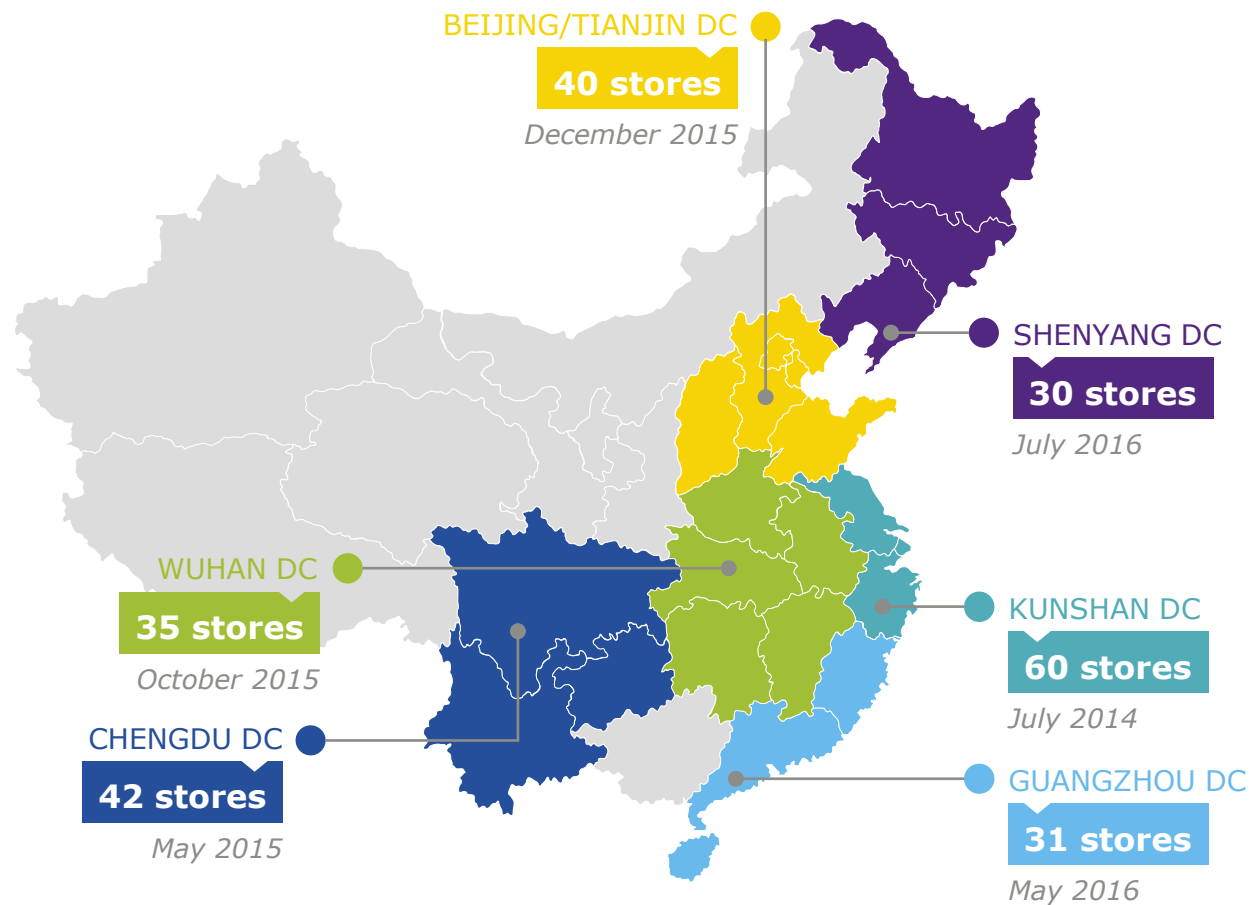 BEIJING/TIANJIN DC
40 stores
December 2015
SHENYANG DC
30 stores
July 2016
WUHAN DC
35 stores
October 2015
KUNSHAN DC
60 stores
July 2014
CHENGDU DC
42 stores
May 2015
GUANGZHOU DC
31 stores
May 2016